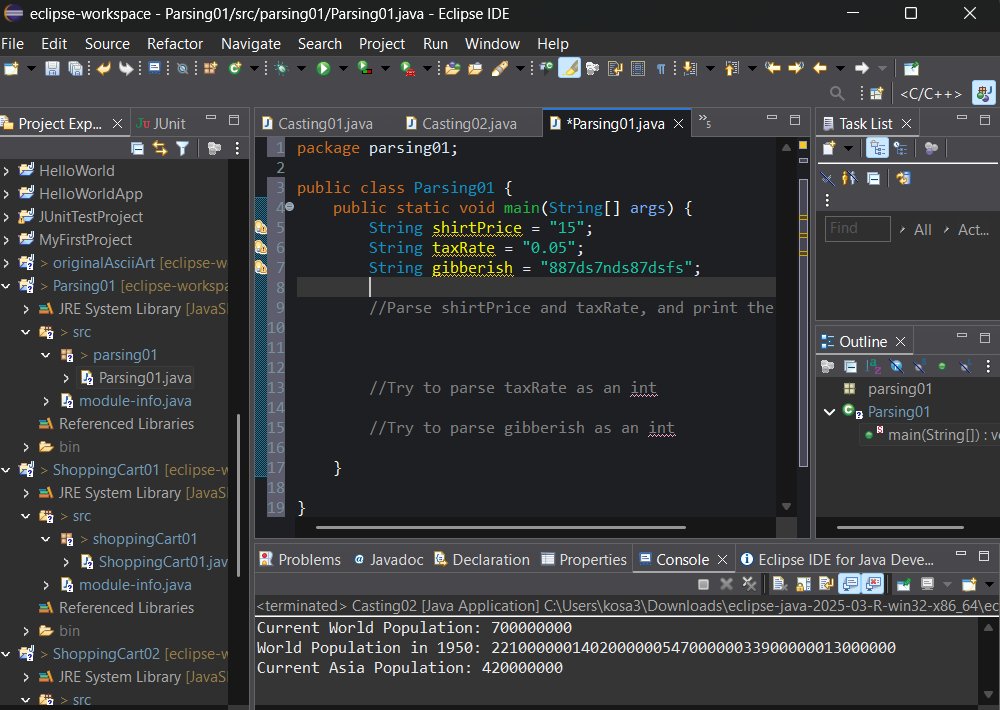 eclipse-workspace - Parsing01/src/parsing01/Parsing01.java - Eclipse IDE
File Edit Source Refactor Navigate Search Project Run Window Help
<C/C++>
Project Exp...
JUnit
HelloWorld
HelloWorldApp
JUnitTestProject
MyFirstProject
> originalAsciiArt [eclipse-w
> Parsing01 [eclipse-workspa
JRE System Library [JavaS
> src
> parsing01
Parsing01.java
module-info.java
Referenced Libraries
bin
> ShoppingCart01 [eclipse-w
JRE System Library [JavaS
> src
> shoppingCart01
ShoppingCart01.jav
module-info.java
Referenced Libraries
bin
> ShoppingCart02 [eclipse-w
JRE System Library [JavaS
> src
Casting01.java Casting02.java *Parsing01.java »5
1 package parsing01;
2
3 public class Parsing01 {
4 public static void main(String[] args) {
5 String shirtPrice = "15";
6 String taxRate = "0.05";
7 String gibberish = "887ds7nds87dsfs";
8
9 //Parse shirtPrice and taxRate, and print the
10
11
12
13 //Try to parse taxRate as an int
14
15 //Try to parse gibberish as an int
16
17 }
18
19 }
Task List
Find All Act...
Outline
parsing01
Parsing01
main(String[]) : vo
Problems Javadoc Declaration Properties Console Eclipse IDE for Java Deve...
<terminated> Casting02 [Java Application] C:\Users\kosa3\Downloads\eclipse-java-2025-03-R-win32-x86_64\ec
Current World Population: 700000000
World Population in 1950: 221000000140200000054700000033900000013000000
Current Asia Population: 420000000